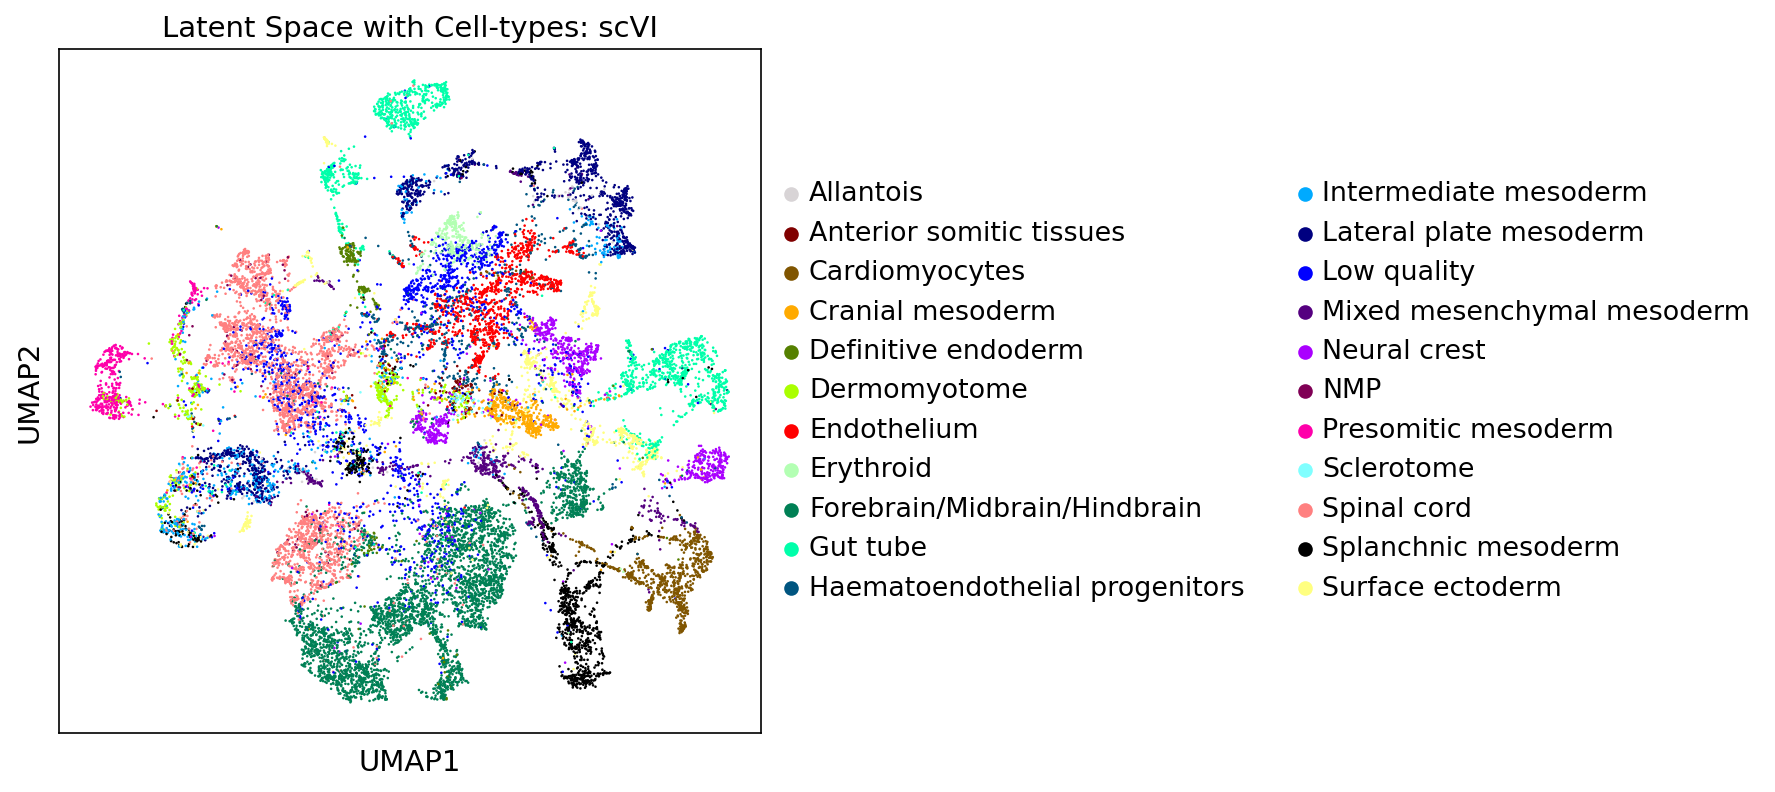 Latent Space with Cell-types: scVI
UMAP2
UMAP1
Allantois
Anterior somitic tissues
Cardiomyocytes
Cranial mesoderm
Definitive endoderm
Dermomyotome
Endothelium
Erythroid
Forebrain/Midbrain/Hindbrain
Gut tube
Haematoendothelial progenitors
Intermediate mesoderm
Lateral plate mesoderm
Low quality
Mixed mesenchymal mesoderm
Neural crest
NMP
Presomitic mesoderm
Sclerotome
Spinal cord
Splanchnic mesoderm
Surface ectoderm